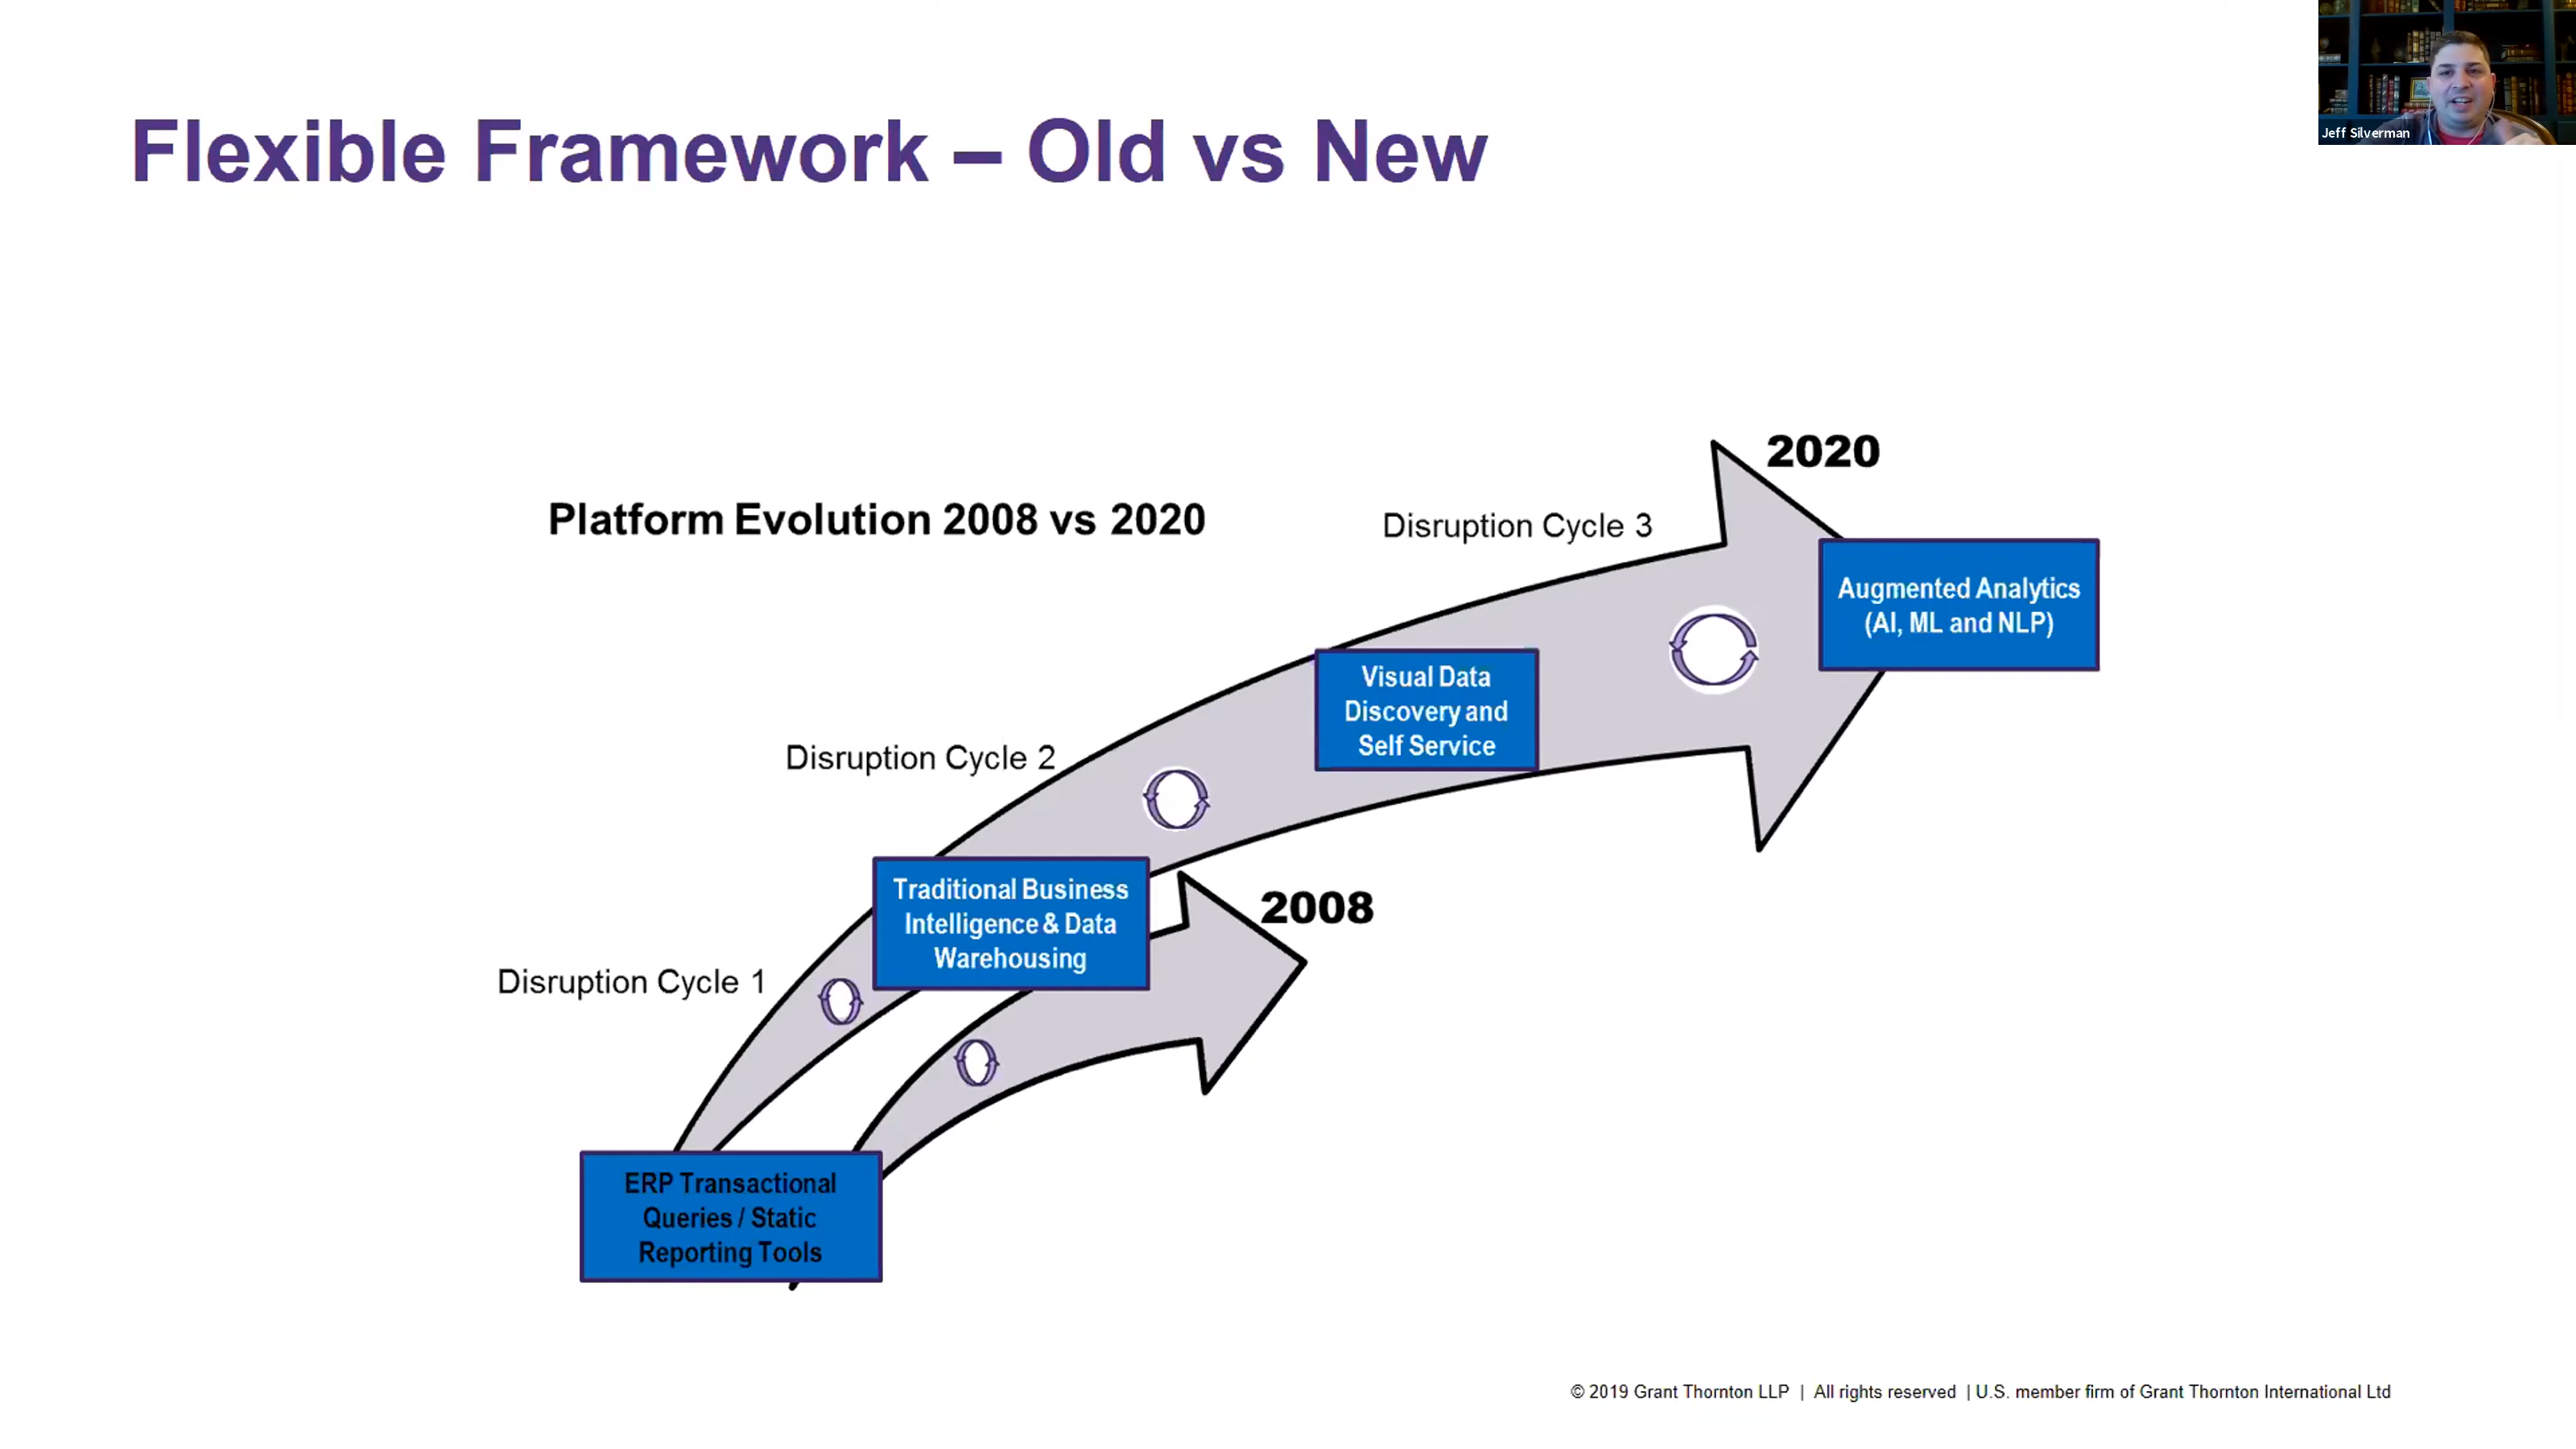 Jeff Silverman
Flexible Framework – Old vs New
2020
Platform Evolution 2008 vs 2020
Disruption Cycle 3
Augmented Analytics
(AI, ML and NLP)
Visual Data
Discovery and
Self Service
Disruption Cycle 2
Traditional Business
Intelligence & Data
Warehousing
2008
Disruption Cycle 1
ERP Transactional
Queries / Static
Reporting Tools
© 2019 Grant Thornton LLP | All rights reserved | U.S. member firm of Grant Thornton International Ltd